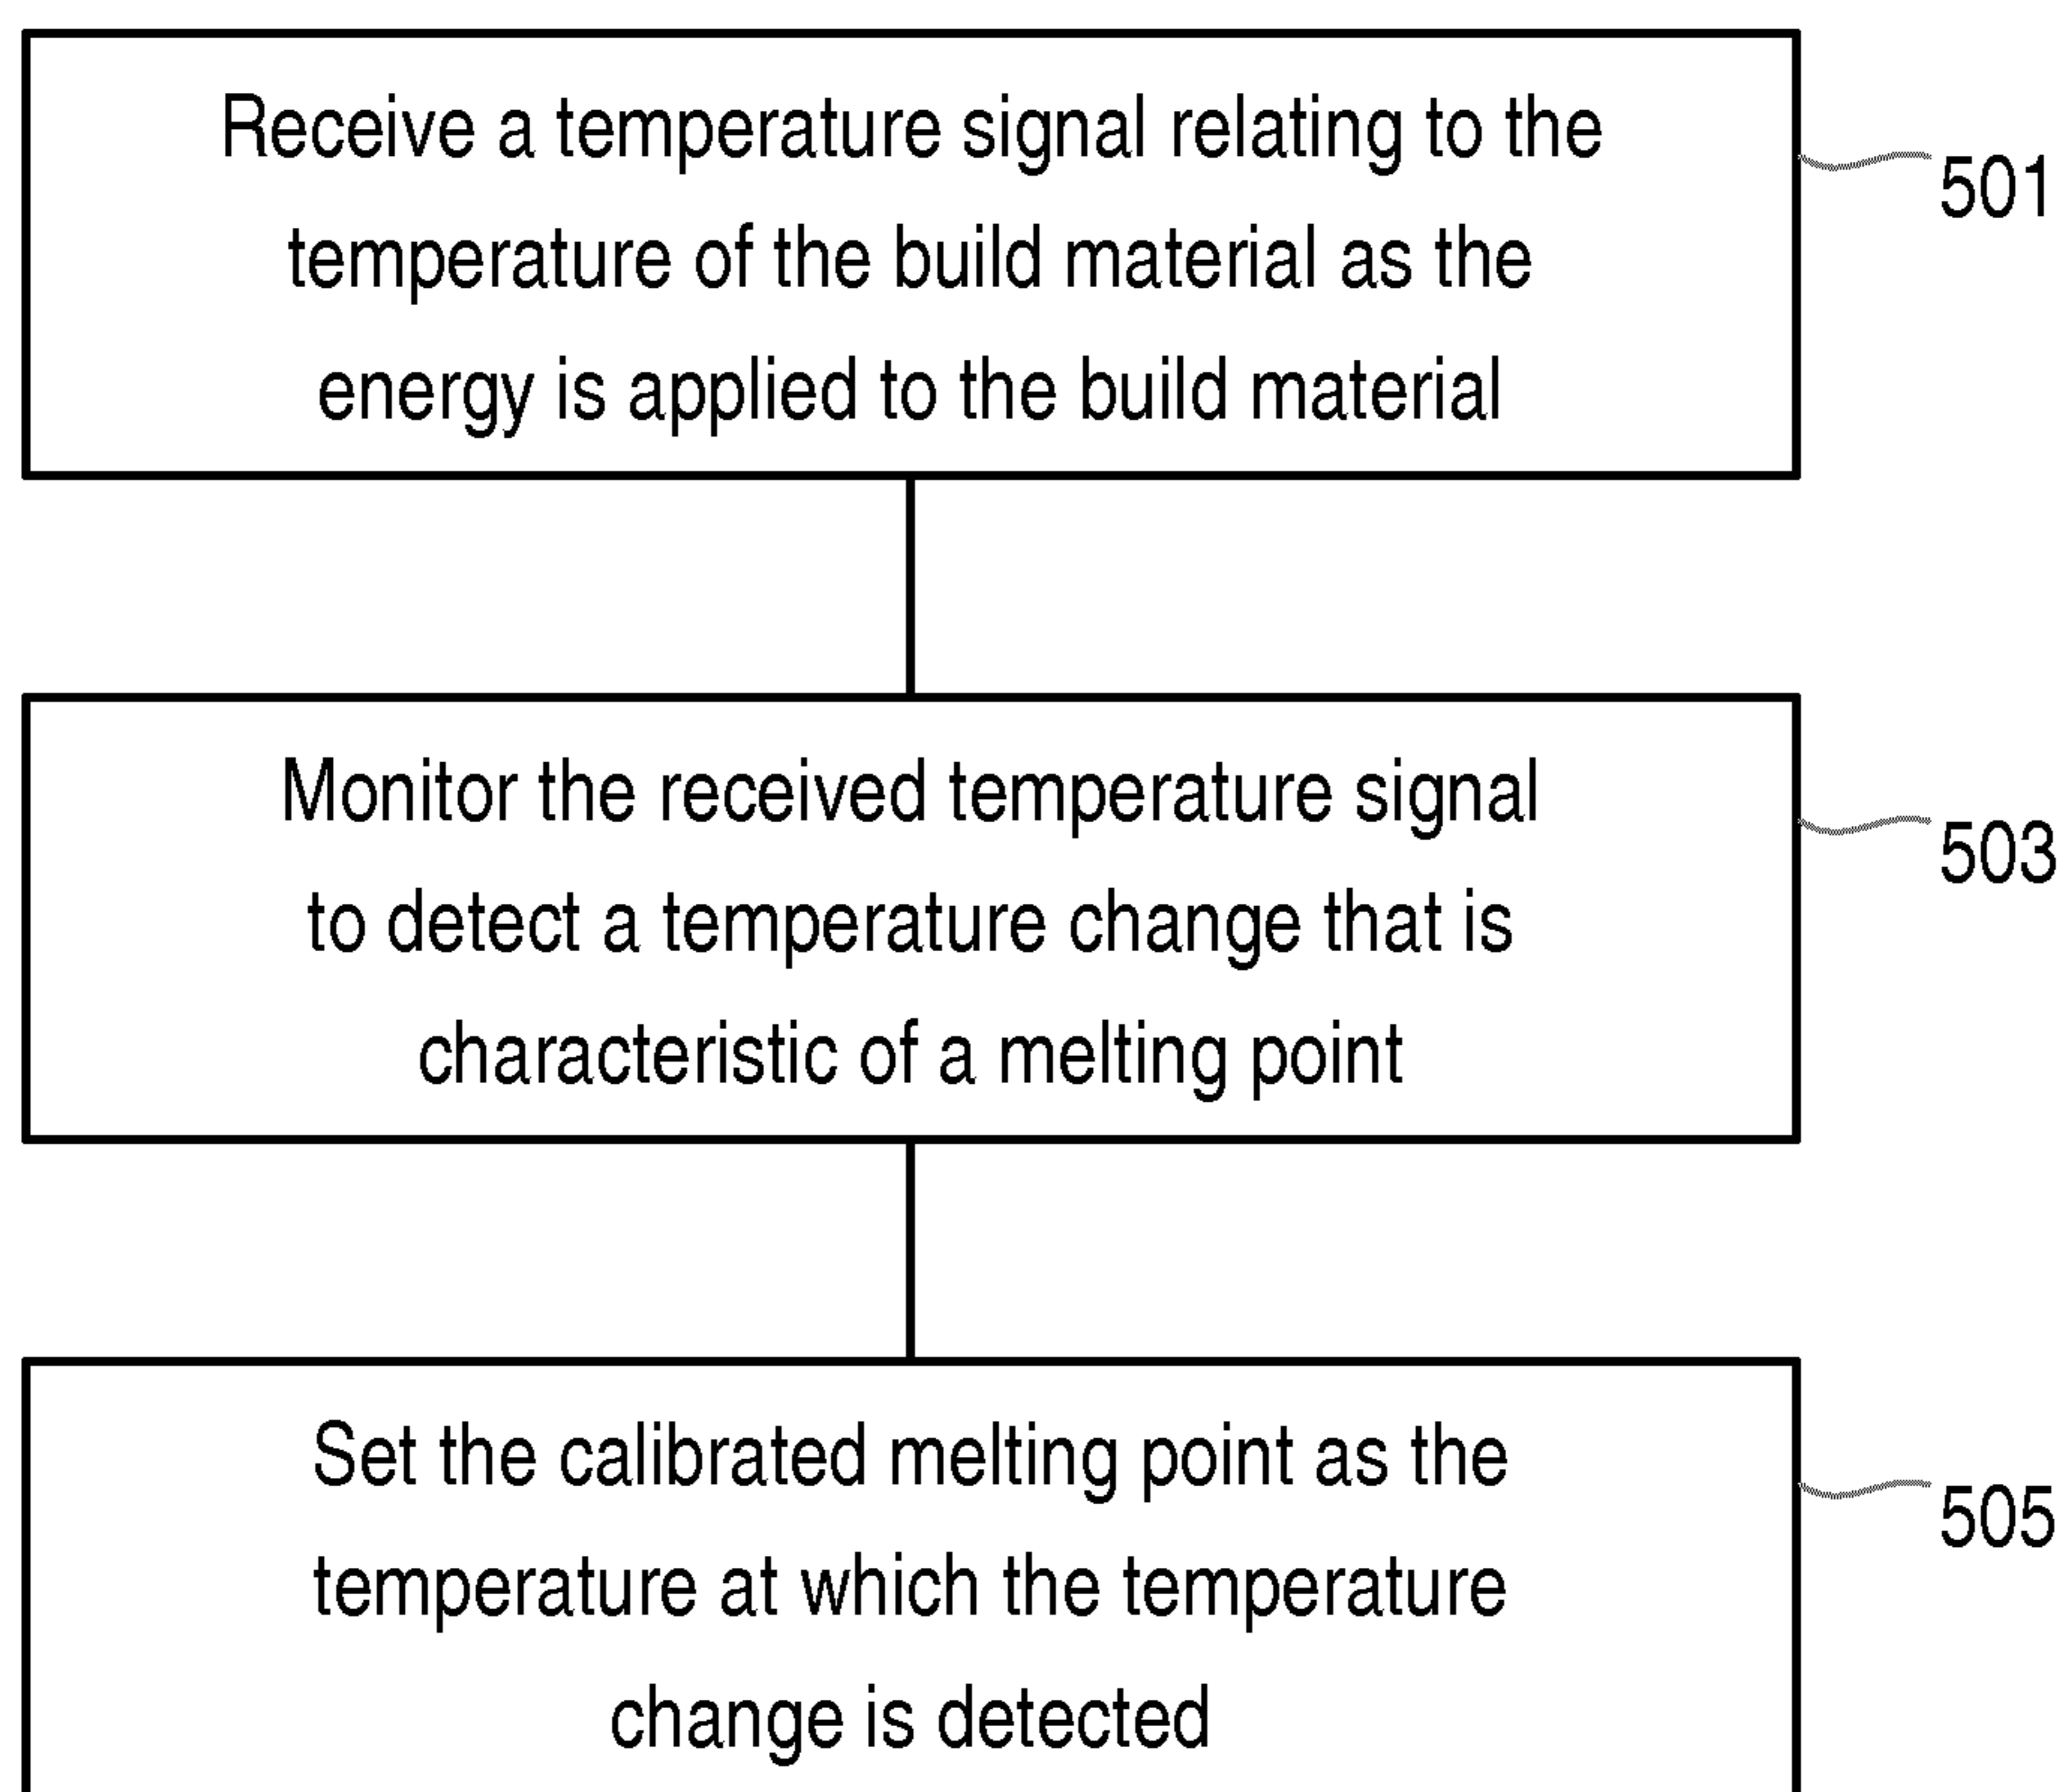 Receive a temperature signal relating to the
temperature of the build material as the
energy is applied to the build material
501
Monitor the received temperature signal
to detect a temperature change that is
characteristic of a melting point
503
Set the calibrated melting point as the
temperature at which the temperature
change is detected
505